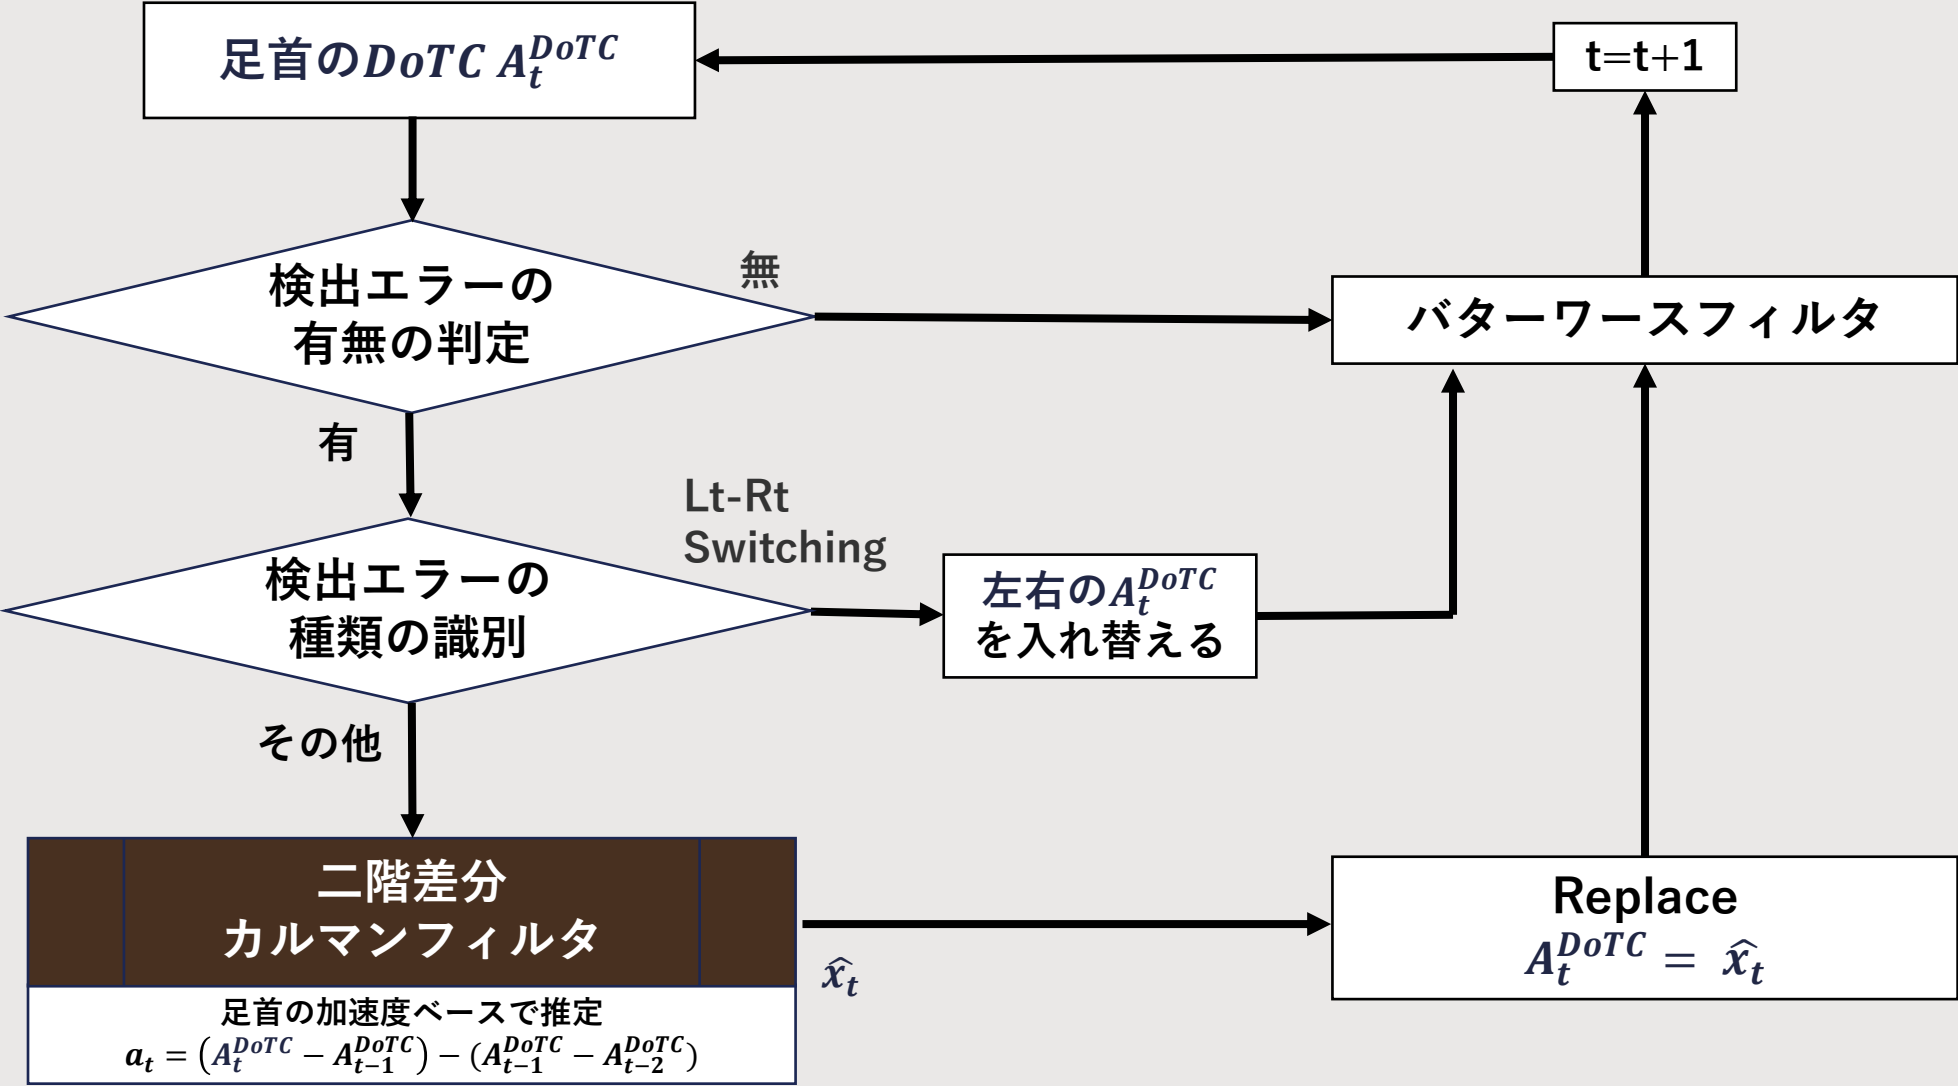 足首のDoTC A_t^{DoTC}
t=t+1
検出エラーの
有無の判定
無
バターワースフィルタ
有
Lt-Rt
Switching
検出エラーの
種類の識別
左右のA_t^{DoTC}
を入れ替える
その他
二階差分
カルマンフィルタ
\hat{x_t}
Replace
A_t^{DoTC} = \hat{x_t}
足首の加速度ベースで推定
a_t = (A_t^{DoTC} − A_{t−1}^{DoTC}) − (A_{t−1}^{DoTC} − A_{t−2}^{DoTC})